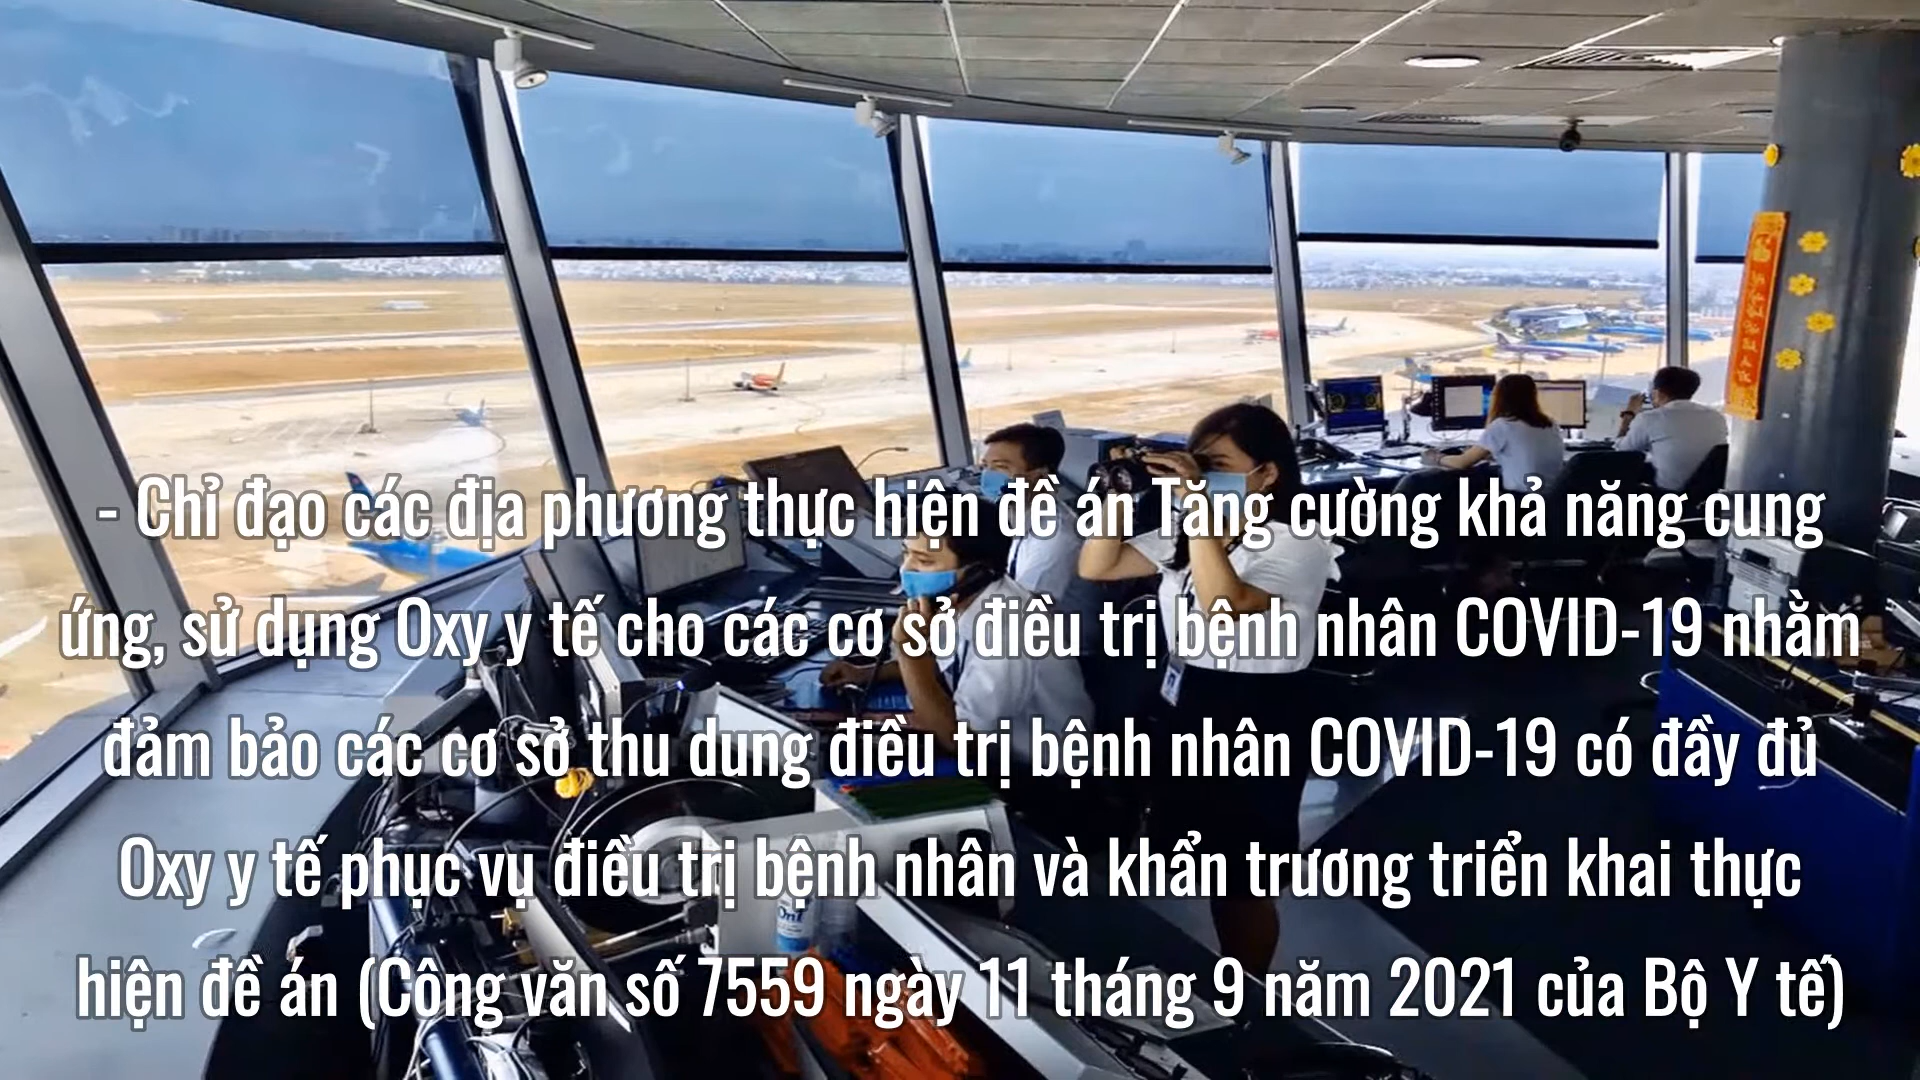 - Chỉ đạo các địa phương thực hiện đề án Tăng cường khả năng cung
ứng, sử dụng Oxy y tế cho các cơ sở điều trị bệnh nhân COVID-19 nhằm
đảm bảo các cơ sở thu dung điều trị bệnh nhân COVID-19 có đầy đủ
Oxy y tế phục vụ điều trị bệnh nhân và khẩn trương triển khai thực
hiện đề án (Công văn số 7559 ngày 11 tháng 9 năm 2021 của Bộ Y tế)